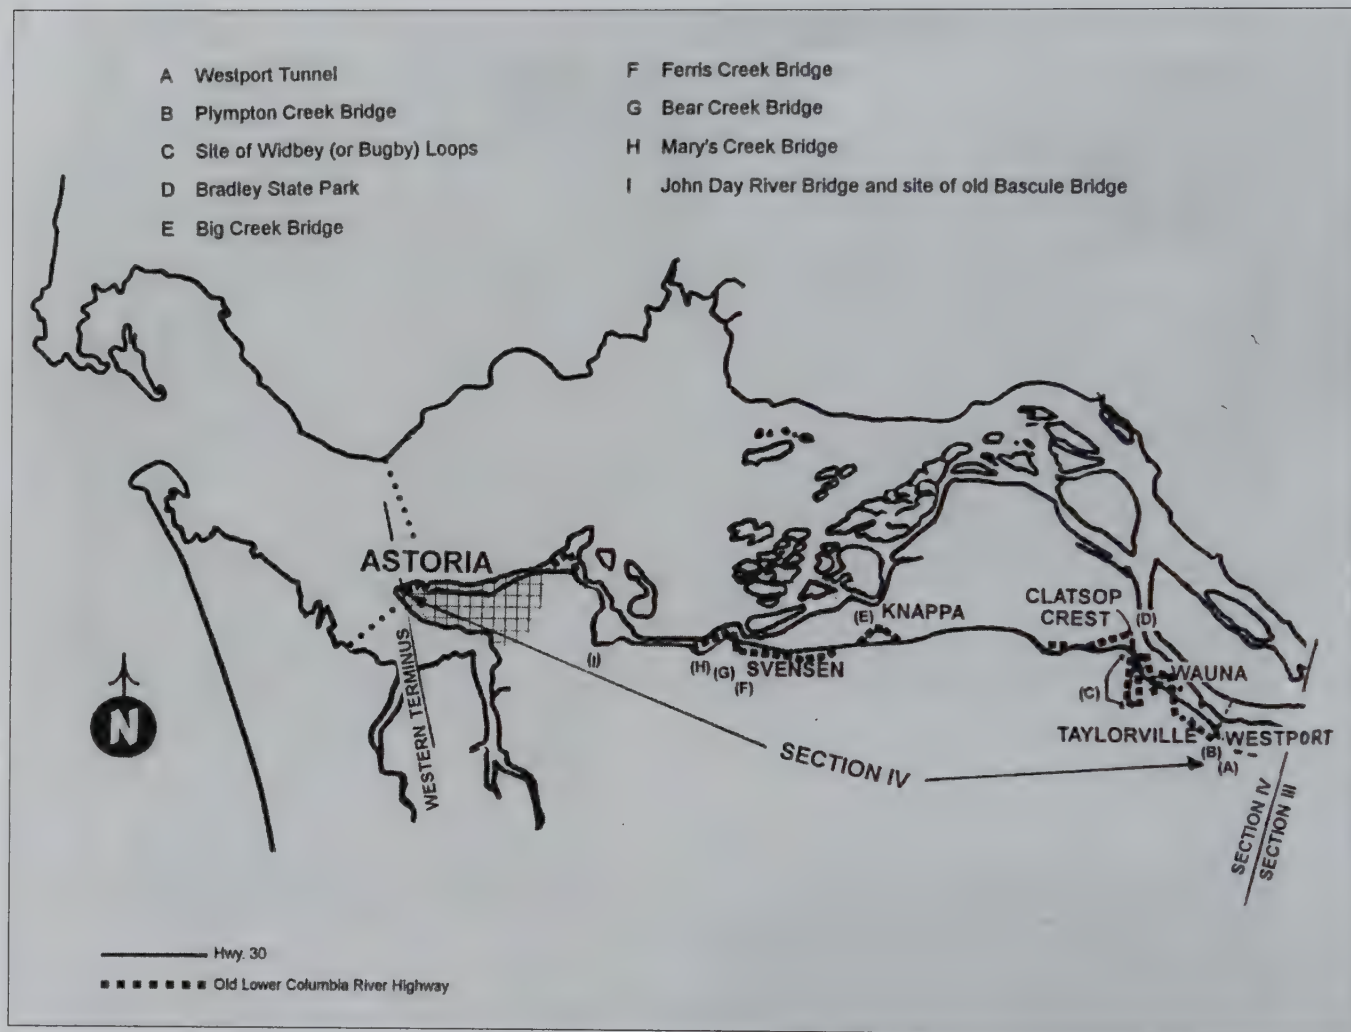 A Westport Tunnel
B Plympton Creek Bridge
C Site of Widbey (or Bugby) Loops
D Bradley State Park
E Big Creek Bridge
F Ferris Creek Bridge
G Bear Creek Bridge
H Mary's Creek Bridge
I John Day River Bridge and site of old Bascule Bridge
ASTORIA
WESTERN TERMINUS
N
(I)
(H)
(G)
(F)
SVENSEN
(E)
KNAPPA
CLATSOP
CREST
(D)
(C)
WAUNA
TAYLORVILLE
WESTPORT
(B)
(A)
SECTION IV
SECTION IV
SECTION III
Hwy. 30
Old Lower Columbia River Highway